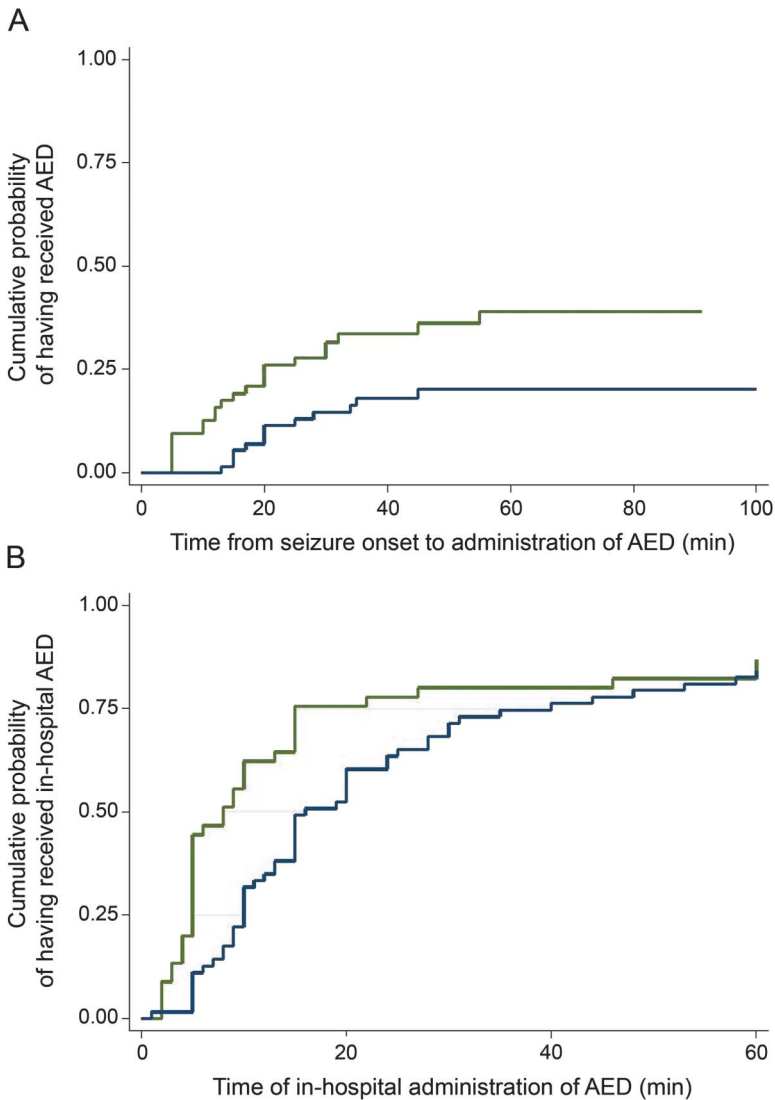 A
1.00
0.75
0.50
0.25
0.00
Cumulative probability
of having received AED
0 20 40 60 80 100
Time from seizure onset to administration of AED (min)
B
1.00
0.75
0.50
0.25
0.00
Cumulative probability
of having received in-hospital AED
0 20 40 60
Time of in-hospital administration of AED (min)